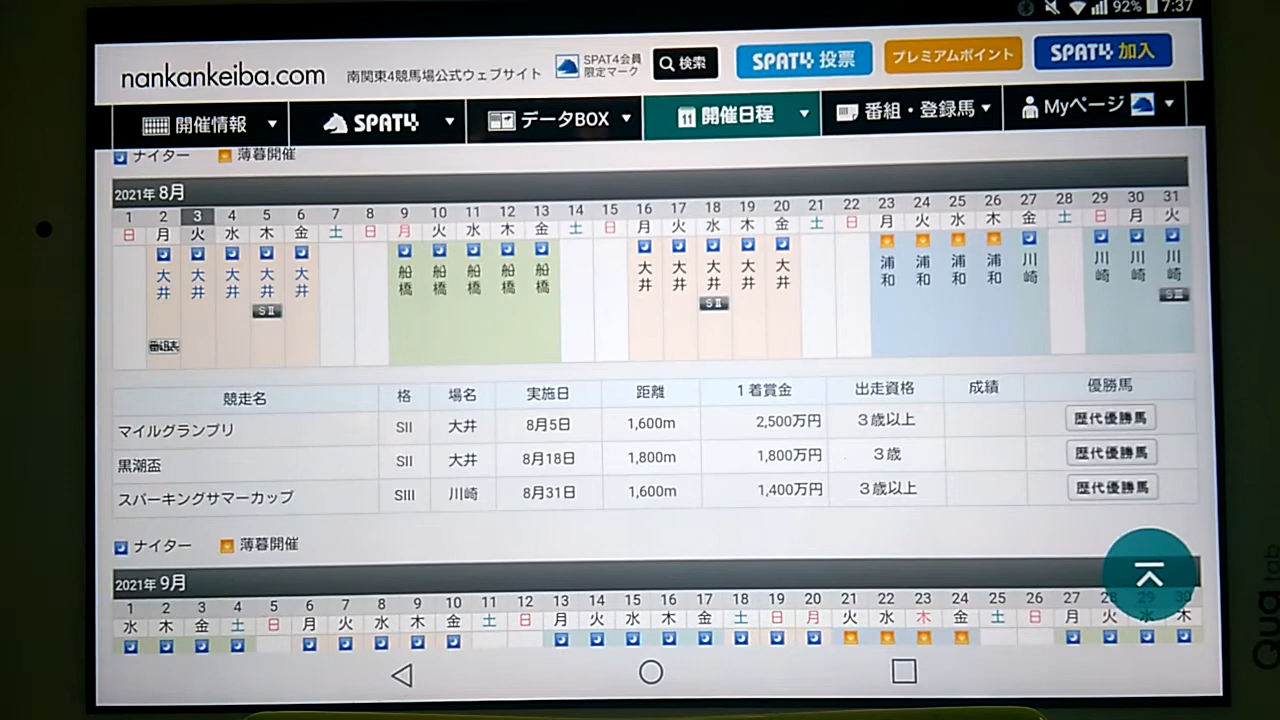 92% 7:37
nankankeiba.com 南関東4競馬場公式ウェブサイト SPAT4会員限定マーク 検索 SPAT4 投票 プレミアムポイント SPAT4 加入
開催情報 SPAT4 データBOX 11 開催日程 番組・登録馬 Myページ
ナイター 薄暮開催
2021年 8月
1 2 3 4 5 6 7 8 9 10 11 12 13 14 15 16 17 18 19 20 21 22 23 24 25 26 27 28 29 30 31
日 月 火 水 木 金 土 日 月 火 水 木 金 土 日 月 火 水 木 金 土 日 月 火 水 木 金 土 日 月 火
大井 大井 大井 大井 大井 船橋 船橋 船橋 船橋 船橋 大井 大井 大井 大井 大井 浦和 浦和 浦和 浦和 川崎 川崎 川崎 川崎
SII SII SIII
番組表
競走名 格 場名 実施日 距離 1着賞金 出走資格 成績 優勝馬
マイルグランプリ SII 大井 8月5日 1,600m 2,500万円 3歳以上 歴代優勝馬
黒潮盃 SII 大井 8月18日 1,800m 1,800万円 3歳 歴代優勝馬
スパーキングサマーカップ SIII 川崎 8月31日 1,600m 1,400万円 3歳以上 歴代優勝馬
ナイター 薄暮開催
2021年 9月
1 2 3 4 5 6 7 8 9 10 11 12 13 14 15 16 17 18 19 20 21 22 23 24 25 26 27 28 29 30
水 木 金 土 日 月 火 水 木 金 土 日 月 火 水 木 金 土 日 月 火 水 木 金 土 日 月 火 水 木
Qua tab